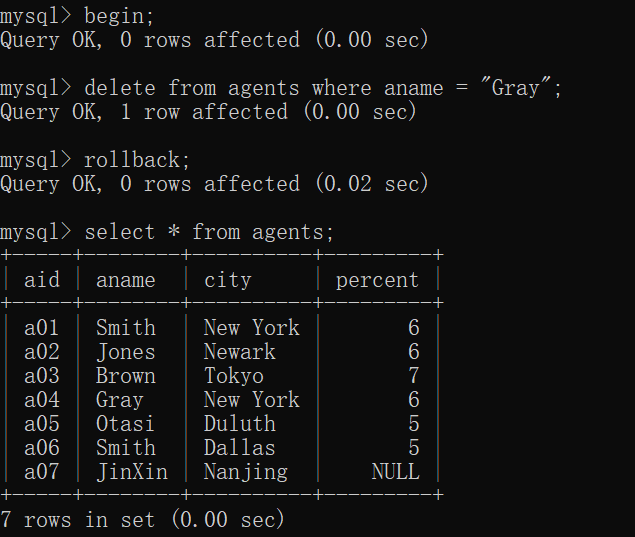 mysql> begin;
Query OK, 0 rows affected (0.00 sec)
mysql> delete from agents where aname = "Gray";
Query OK, 1 row affected (0.00 sec)
mysql> rollback;
Query OK, 0 rows affected (0.02 sec)
mysql> select * from agents;
+-----+--------+----------+---------+
| aid | aname  | city     | percent |
+-----+--------+----------+---------+
| a01 | Smith  | New York |       6 |
| a02 | Jones  | Newark   |       6 |
| a03 | Brown  | Tokyo    |       7 |
| a04 | Gray   | New York |       6 |
| a05 | Otasi  | Duluth   |       5 |
| a06 | Smith  | Dallas   |       5 |
| a07 | JinXin | Nanjing  |    NULL |
+-----+--------+----------+---------+
7 rows in set (0.00 sec)